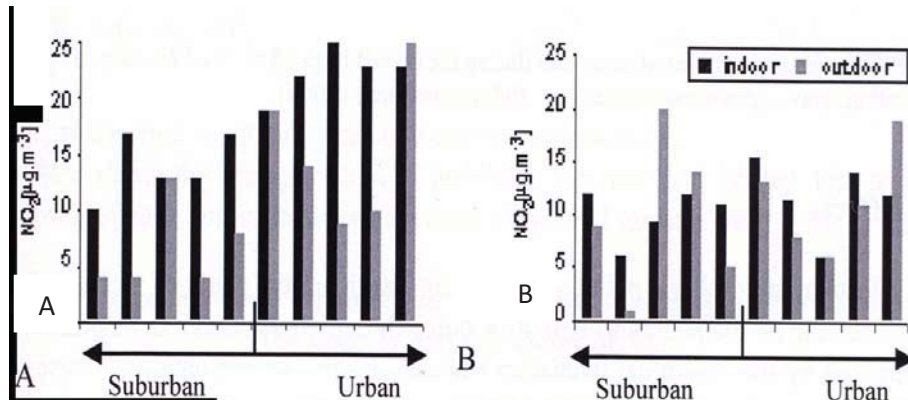 25
20
15
10
5
NO₂[µg.m-3]
A
A
Suburban
Urban
25
20
15
10
5
0
NO₂[µg.m-3]
indoor
outdoor
B
B
Suburban
Urban